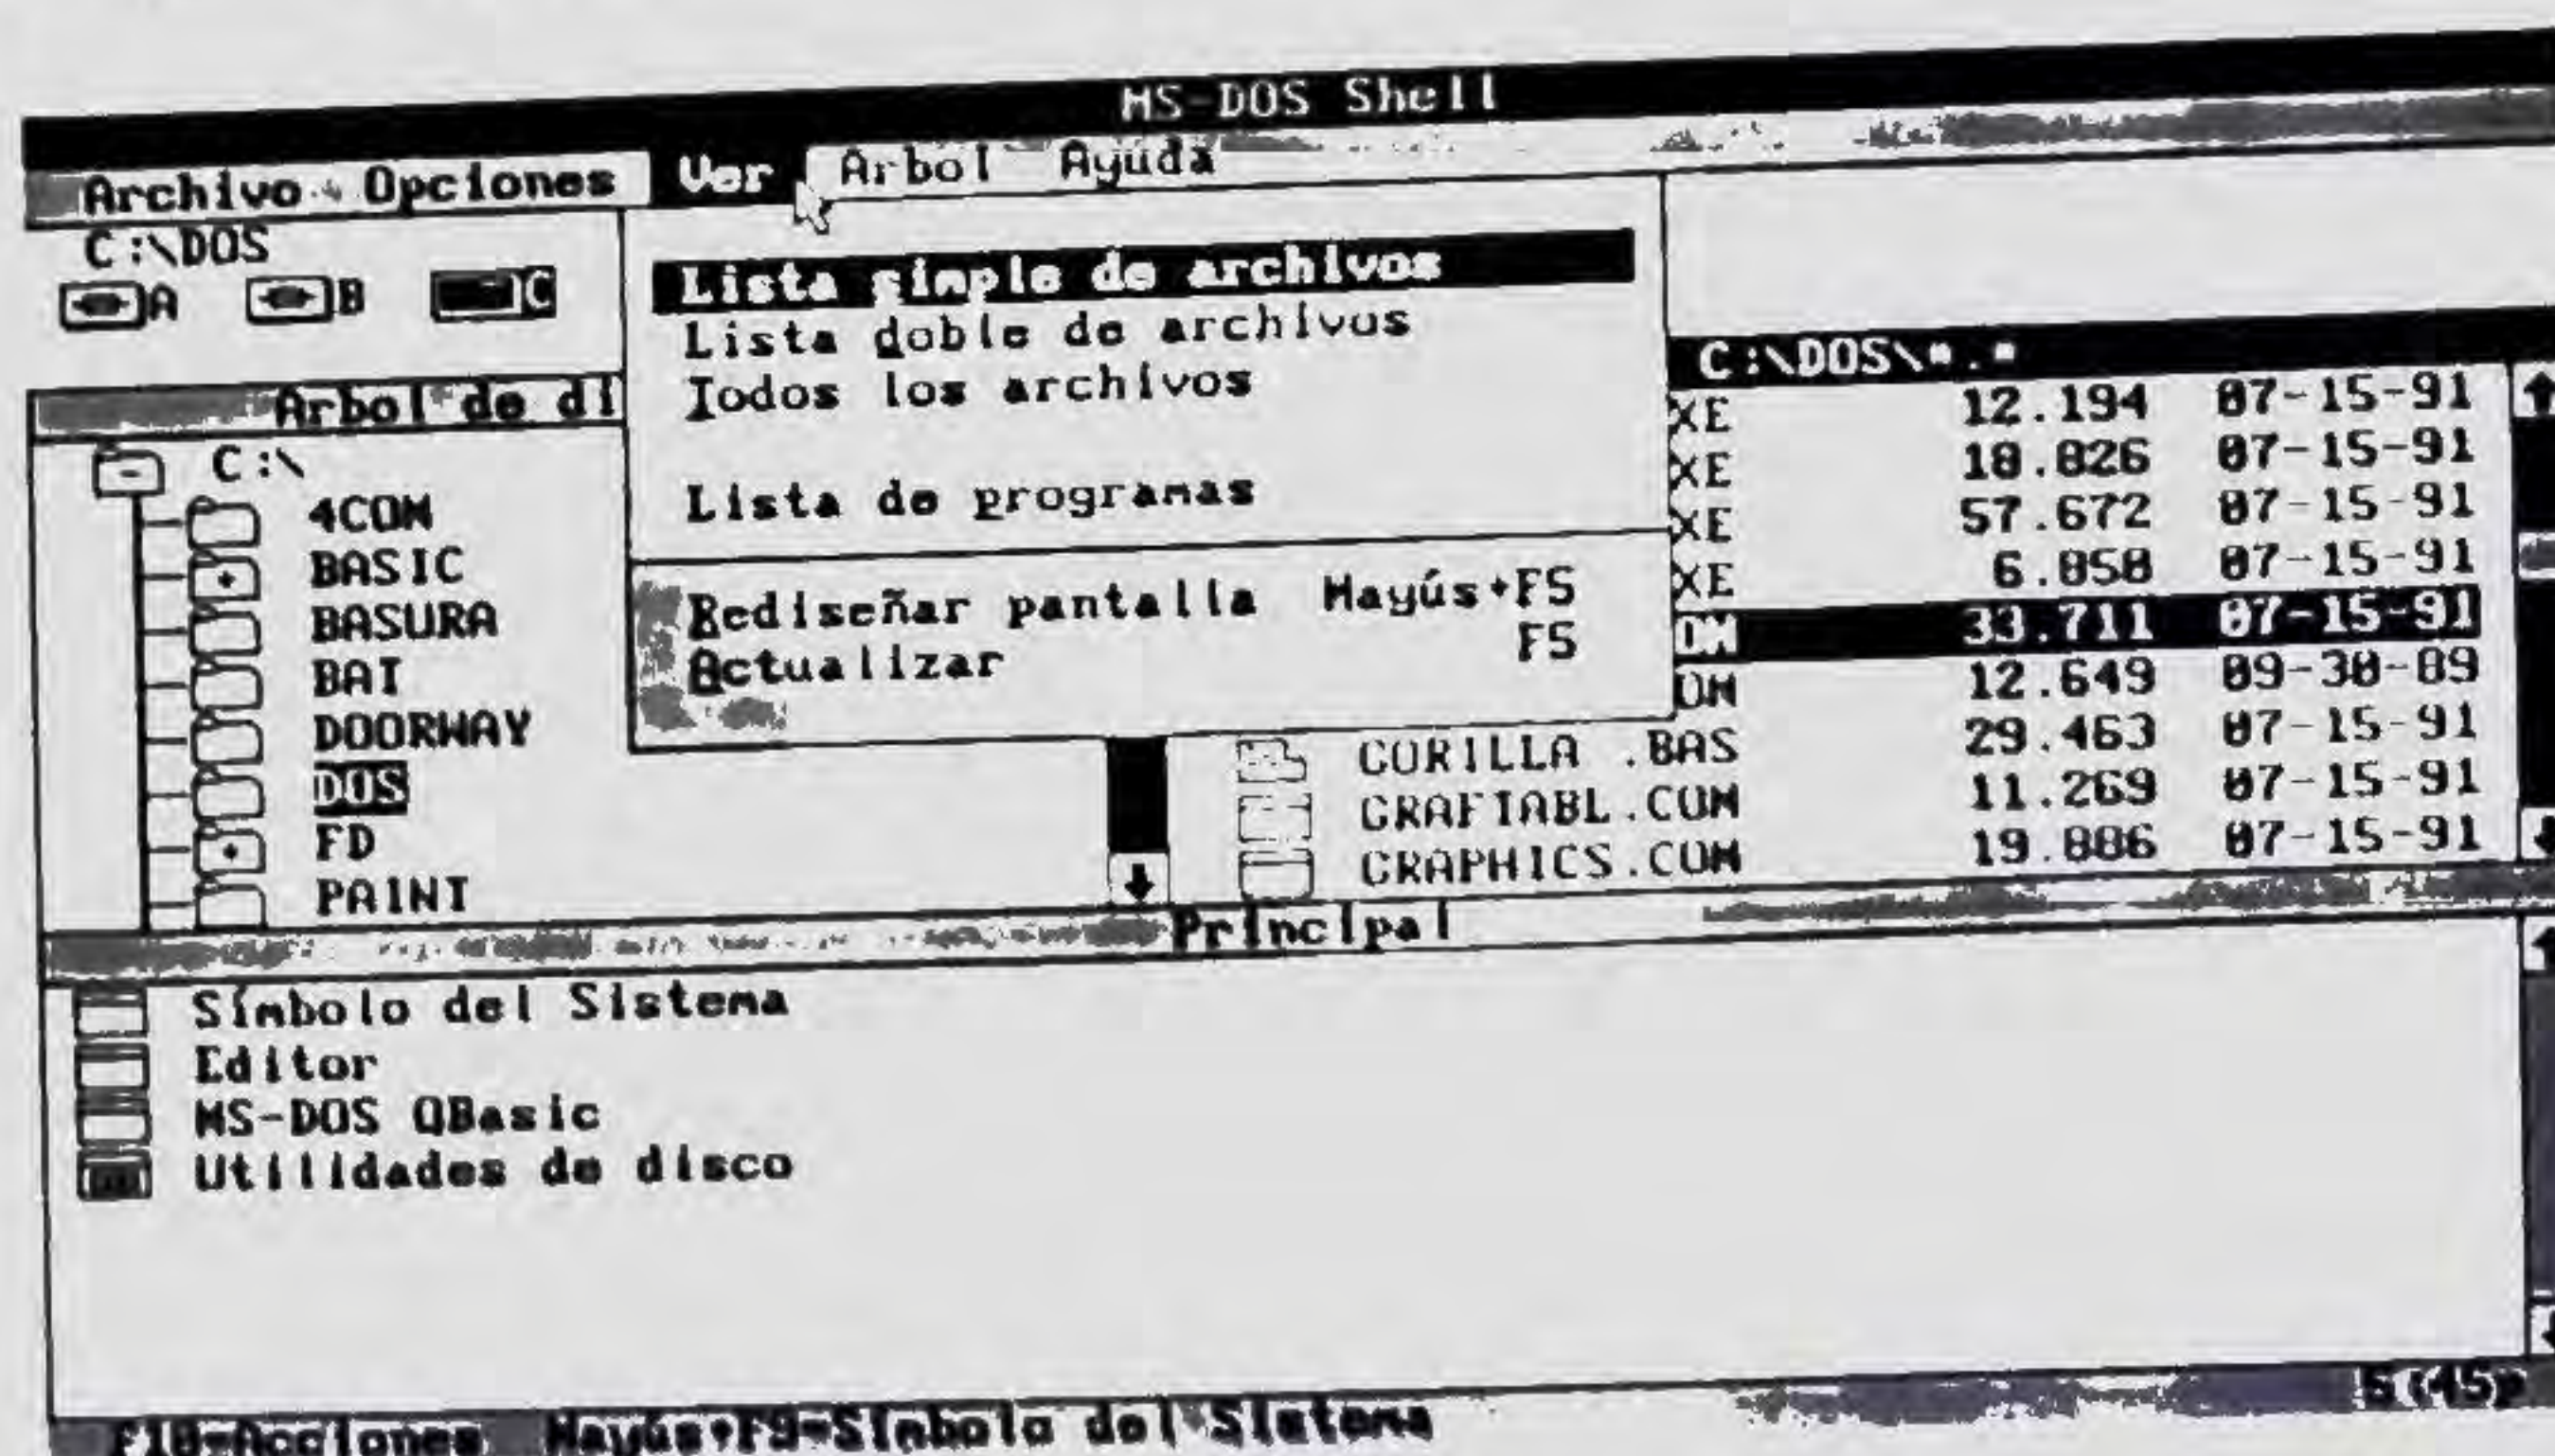 MS-DOS Shell
Archivo Opciones Ver Arbol Ayuda
C:\DOS
A B C
Lista simple de archivos
Lista doble de archivos
Todos los archivos
Lista de programas
Rediseñar pantalla Mayús+F5
Actualizar F5
Arbol de di
C:\
4COM
BASIC
BASURA
BAT
DOORWAY
DOS
FD
PAINT
C:\DOS\*.*
XE 12.194 07-15-91
XE 18.826 07-15-91
XE 57.672 07-15-91
XE 6.858 07-15-91
OM 33.711 07-15-91
OM 12.649 09-30-89
GORILLA .BAS 29.463 07-15-91
GRAFTABL.COM 11.269 07-15-91
GRAPHICS.COM 19.886 07-15-91
Principal
Símbolo del Sistema
Editor
MS-DOS QBasic
Utilidades de disco
F10=Acciones Mayús+F9=Símbolo del Sistema